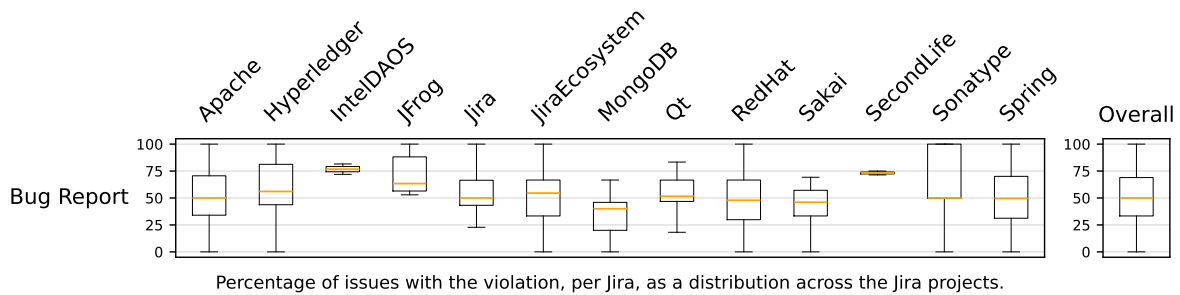 Apache
Hyperledger
IntelDAOS
JFrog
Jira
JiraEcosystem
MongoDB
Qt
RedHat
Sakai
SecondLife
Sonatype
Spring
Overall
Bug Report
100
75
50
25
0
100
75
50
25
0
Percentage of issues with the violation, per Jira, as a distribution across the Jira projects.